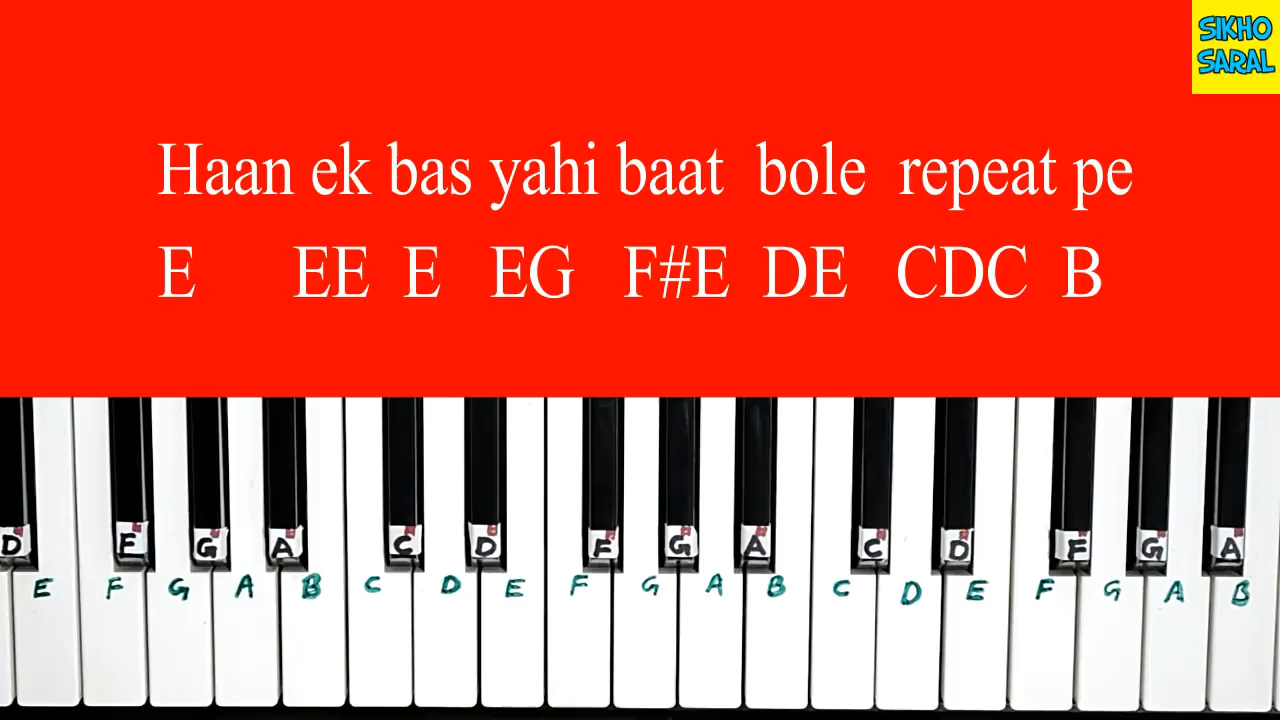 SIKHO
SARAL
Haan ek bas yahi baat bole repeat pe
E EE E EG F#E DE CDC B
D F G A C D F G A C D F G A
E F G A B C D E F G A B C D E F G A B